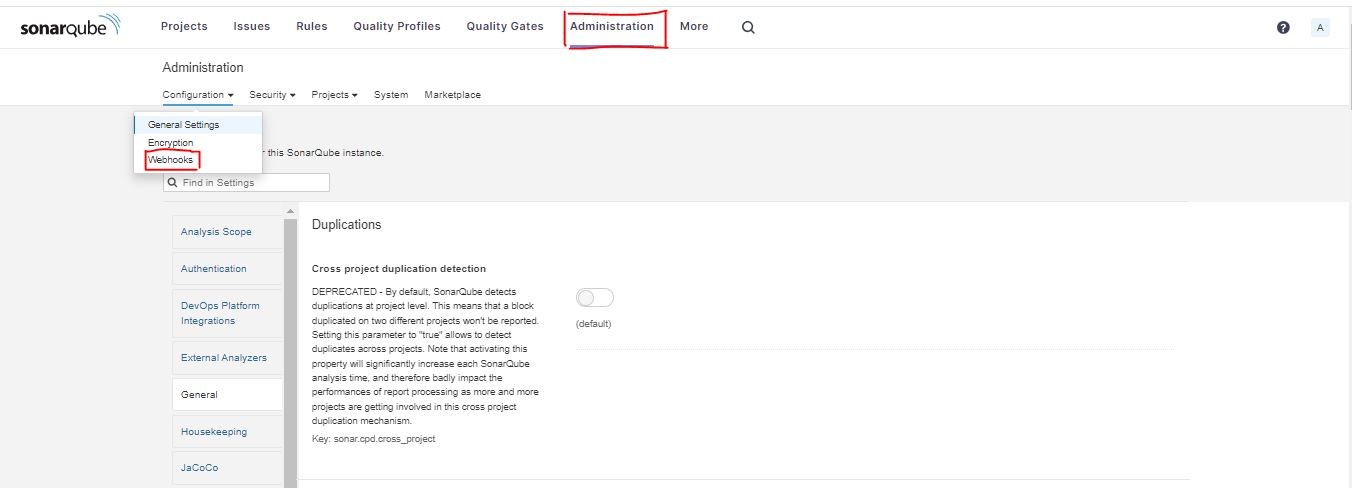 sonarqube Projects Issues Rules Quality Profiles Quality Gates Administration More ? A
Administration
Configuration Security Projects System Marketplace
General Settings
Encryption
Webhooks
r this SonarQube instance.
Find in Settings
Analysis Scope
Authentication
DevOps Platform
Integrations
External Analyzers
General
Housekeeping
JaCoCo
Duplications
Cross project duplication detection
DEPRECATED - By default, SonarQube detects
duplications at project level. This means that a block
duplicated on two different projects won't be reported.
Setting this parameter to "true" allows to detect
duplicates across projects. Note that activating this
property will significantly increase each SonarQube
analysis time, and therefore badly impact the
performances of report processing as more and more
projects are getting involved in this cross project
duplication mechanism.
Key: sonar.cpd.cross_project
(default)